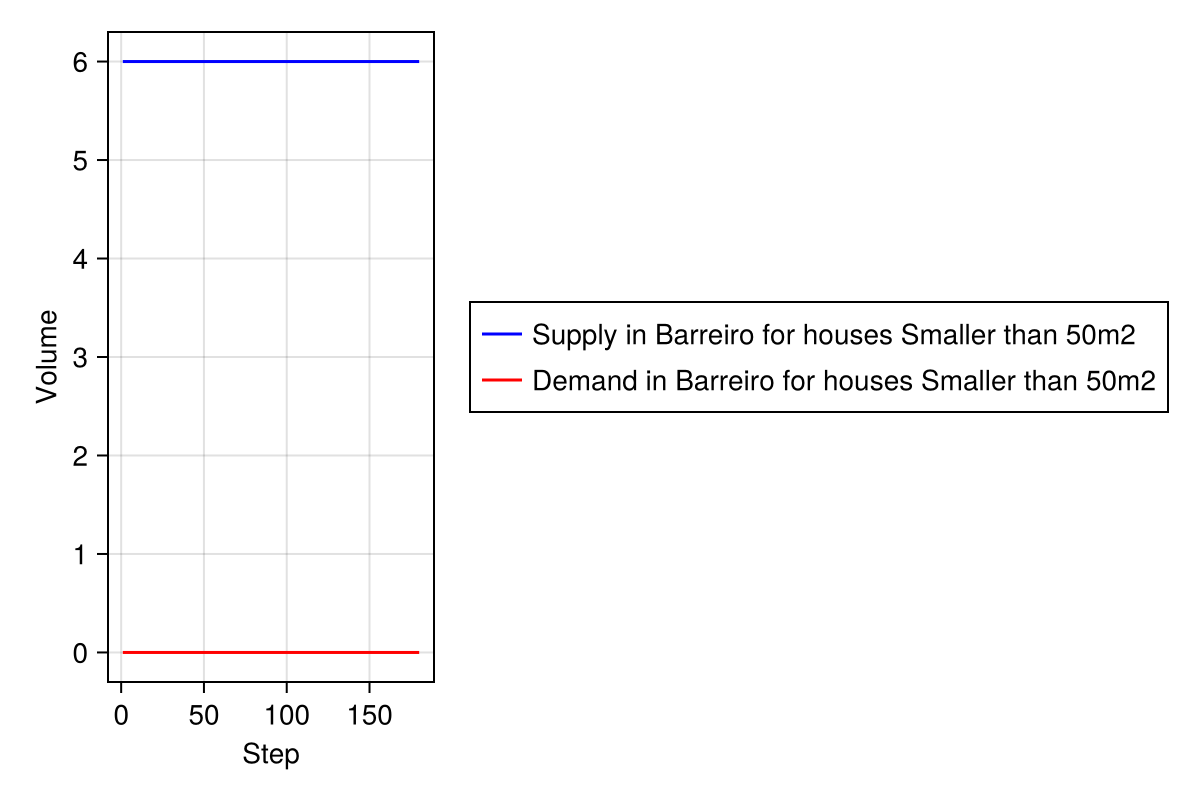 6
5
4
3
2
1
0
Volume
0 50 100 150
Step
Supply in Barreiro for houses Smaller than 50m2
Demand in Barreiro for houses Smaller than 50m2